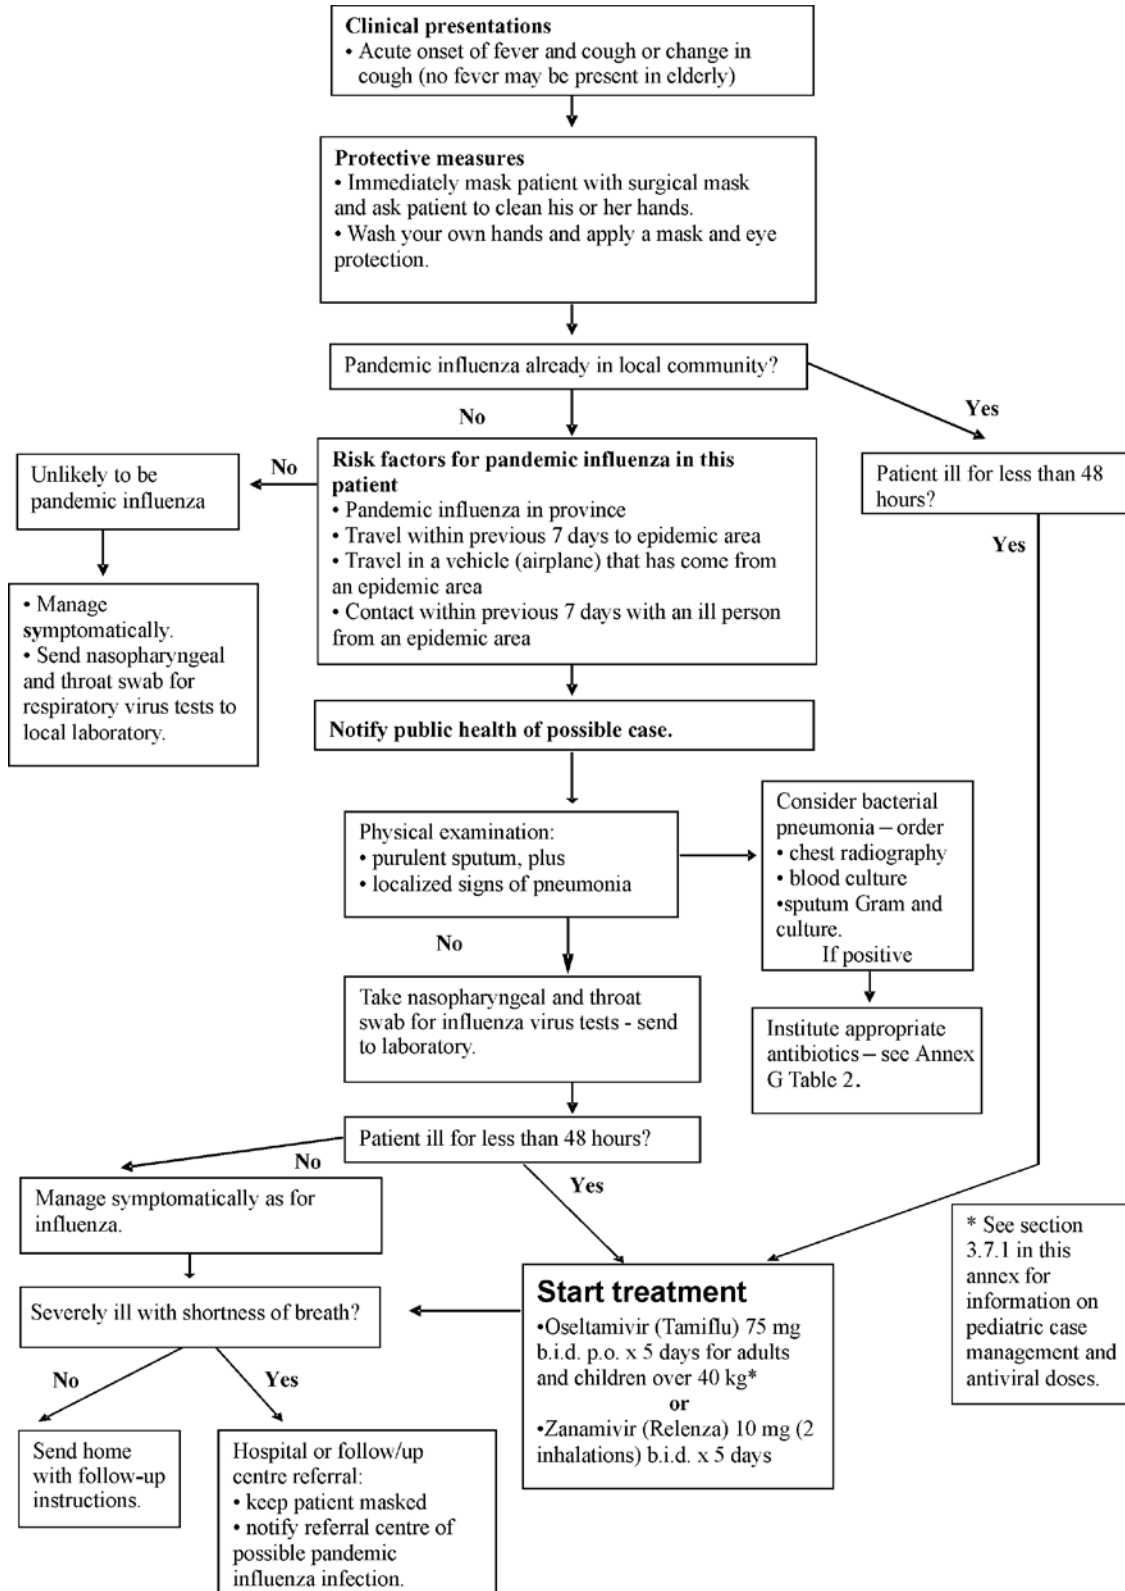 Clinical presentations
• Acute onset of fever and cough or change in
cough (no fever may be present in elderly)
Protective measures
• Immediately mask patient with surgical mask
and ask patient to clean his or her hands.
• Wash your own hands and apply a mask and eye
protection.
Pandemic influenza already in local community?
No
Yes
Unlikely to be
pandemic influenza
No
Risk factors for pandemic influenza in this
patient
• Pandemic influenza in province
• Travel within previous 7 days to epidemic area
• Travel in a vehicle (airplane) that has come from
an epidemic area
• Contact within previous 7 days with an ill person
from an epidemic area
Patient ill for less than 48
hours?
Yes
• Manage
symptomatically.
• Send nasopharyngeal
and throat swab for
respiratory virus tests to
local laboratory.
Notify public health of possible case.
Physical examination:
• purulent sputum, plus
• localized signs of pneumonia
Consider bacterial
pneumonia – order
• chest radiography
• blood culture
•sputum Gram and
culture.
If positive
No
Take nasopharyngeal and throat
swab for influenza virus tests - send
to laboratory.
Institute appropriate
antibiotics – see Annex
G Table 2.
Patient ill for less than 48 hours?
No
Yes
Manage symptomatically as for
influenza.
Severely ill with shortness of breath?
Start treatment
•Oseltamivir (Tamiflu) 75 mg
b.i.d. p.o. x 5 days for adults
and children over 40 kg*
or
•Zanamivir (Relenza) 10 mg (2
inhalations) b.i.d. x 5 days
* See section
3.7.1 in this
annex for
information on
pediatric case
management and
antiviral doses.
No
Yes
Send home
with follow-up
instructions.
Hospital or follow/up
centre referral:
• keep patient masked
• notify referral centre of
possible pandemic
influenza infection.